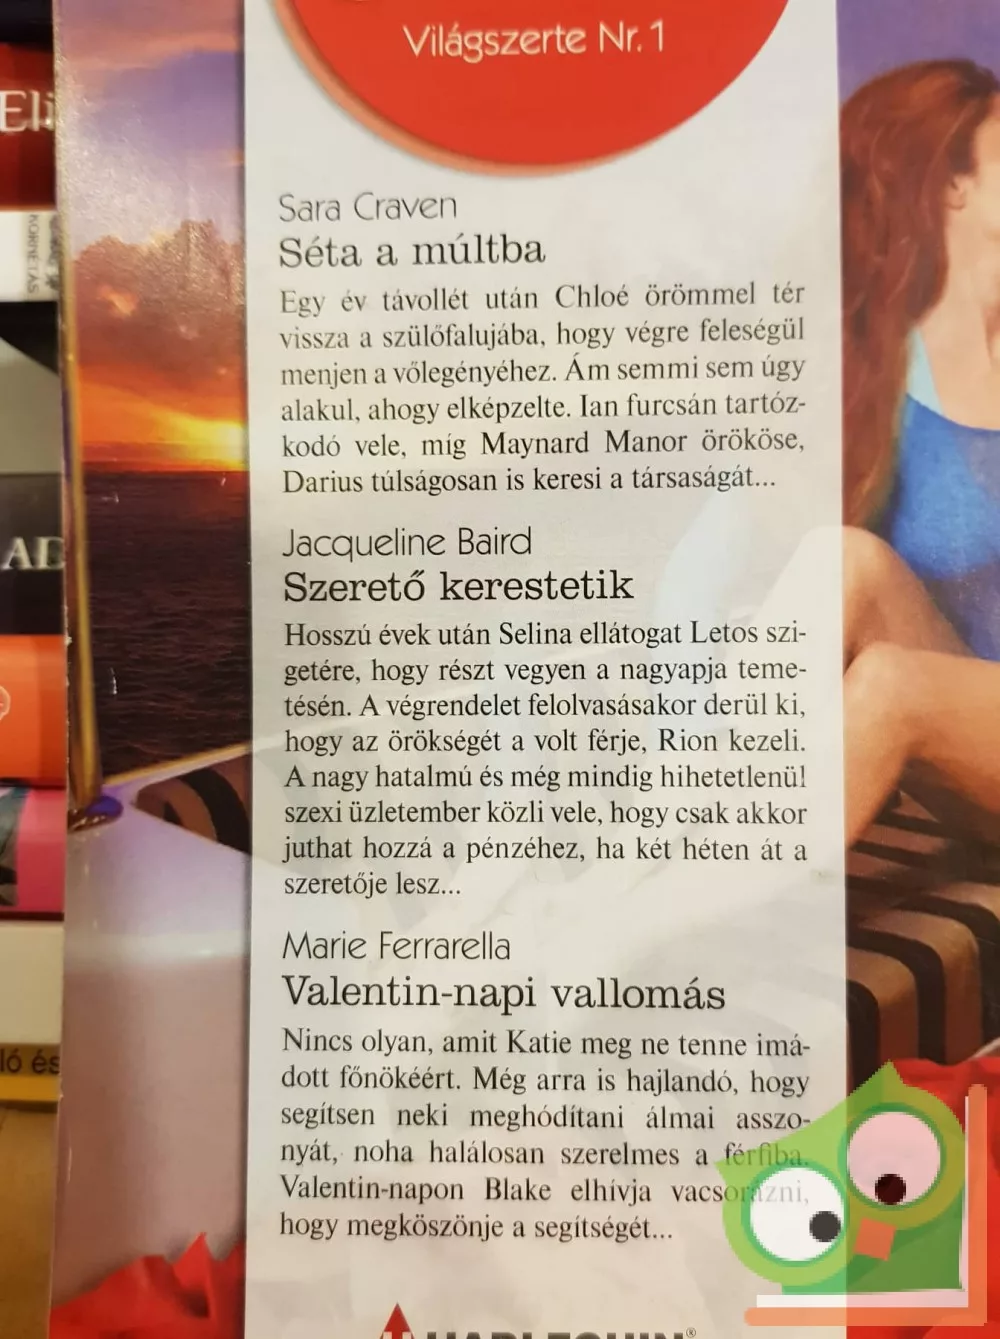 Világszerte Nr. 1
Sara Craven
Séta a múltba
Egy év távollét után Chloé örömmel tér
vissza a szülőfalujába, hogy végre feleségül
menjen a vőlegényéhez. Ám semmi sem úgy
alakul, ahogy elképzelte. Ian furcsán tartóz-
kodó vele, míg Maynard Manor örököse,
Darius túlságosan is keresi a társaságát...
Jacqueline Baird
Szerető kerestetik
Hosszú évek után Selina ellátogat Letos szi-
getére, hogy részt vegyen a nagyapja teme-
tésén. A végrendelet felolvasásakor derül ki,
hogy az örökségét a volt férje, Rion kezeli.
A nagy hatalmú és még mindig hihetetlenül
szexi üzletember közli vele, hogy csak akkor
juthat hozzá a pénzéhez, ha két héten át a
szeretője lesz...
Marie Ferrarella
Valentin-napi vallomás
Nincs olyan, amit Katie meg ne tenne imá-
dott főnökéért. Még arra is hajlandó, hogy
segítsen neki meghódítani álmai asszo-
nyát, noha halálosan szerelmes a férfiba.
Valentin-napon Blake elhívja vacsorázni,
hogy megköszönje a segítségét...
HARLEQUIN®
Eli
KORNÉTÁS
AD
ló és